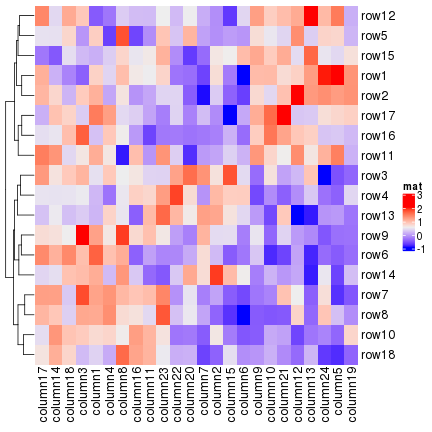 row12
row5
row15
row1
row2
row17
row16
row11
row3
row4
row13
row9
row6
row14
row7
row8
row10
row18
mat
3
2
1
0
-1
column17
column14
column18
column3
column1
column4
column8
column16
column11
column23
column22
column20
column7
column2
column15
column6
column9
column10
column21
column12
column13
column24
column5
column19